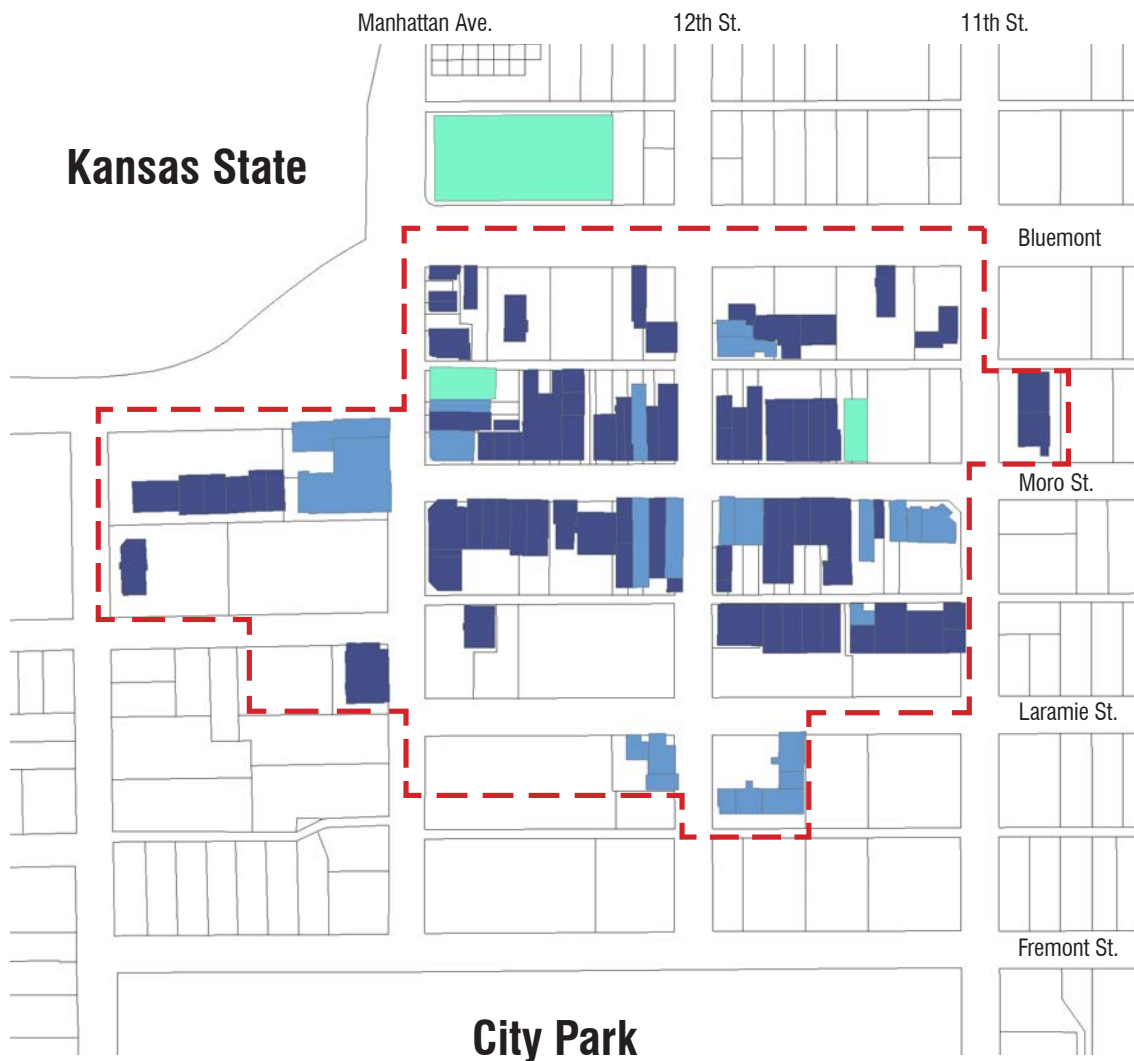 Manhattan Ave.
12th St.
11th St.
Kansas State
Bluemont
Moro St.
Laramie St.
Fremont St.
City Park